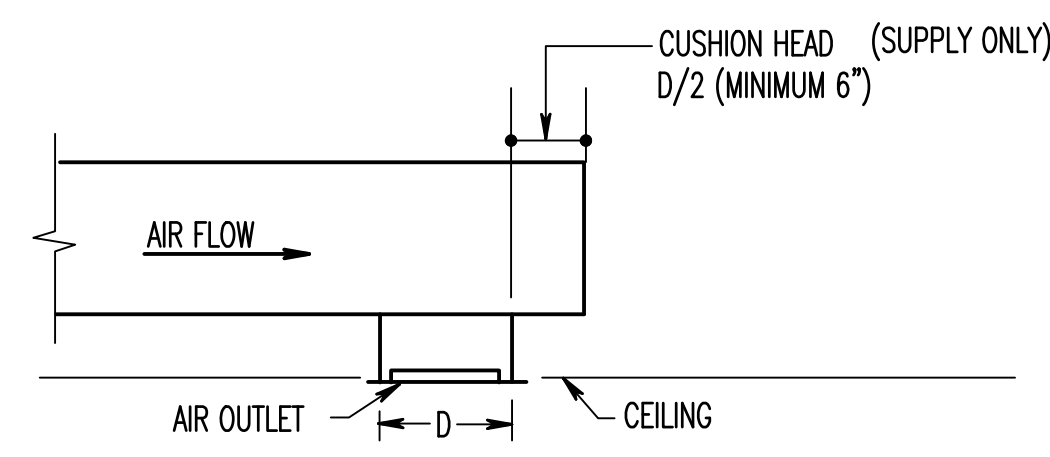 CUSHION HEAD (SUPPLY ONLY)
D/2 (MINIMUM 6")
AIR FLOW
AIR OUTLET
D
CEILING